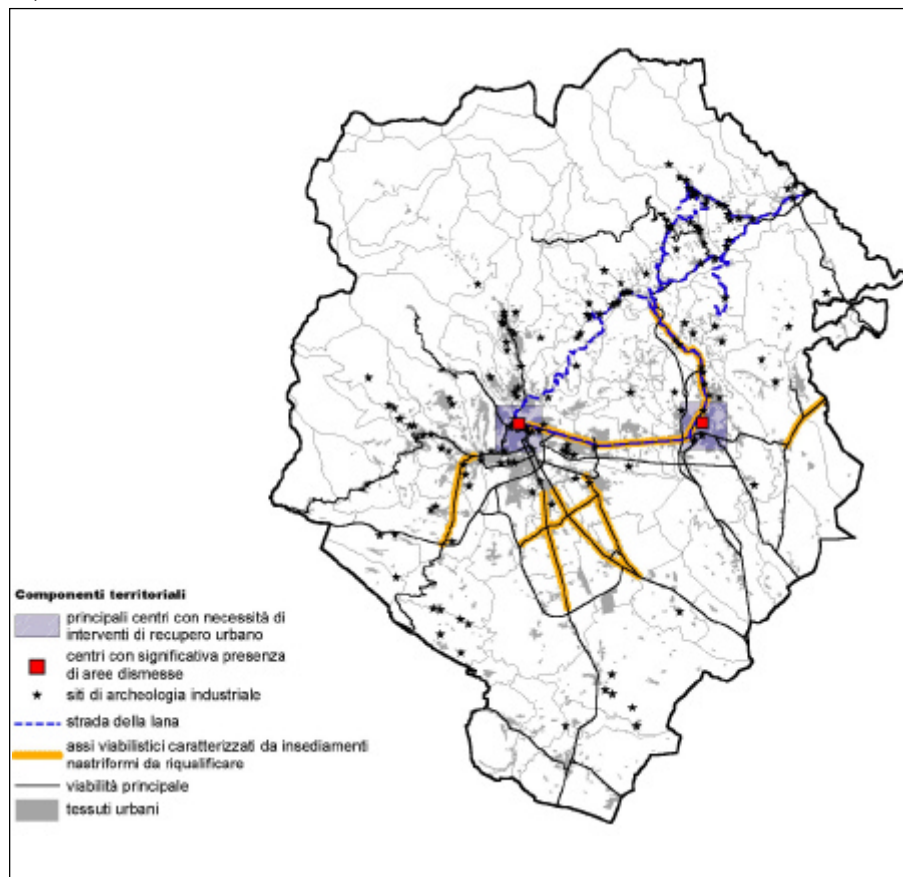 Componenti territoriali
principali centri con necessità di
interventi di recupero urbano
centri con significativa presenza
di aree dismesse
siti di archeologia industriale
strada della lana
assi viabilistici caratterizzati da insediamenti
nastriformi da riqualificare
viabilità principale
tessuti urbani